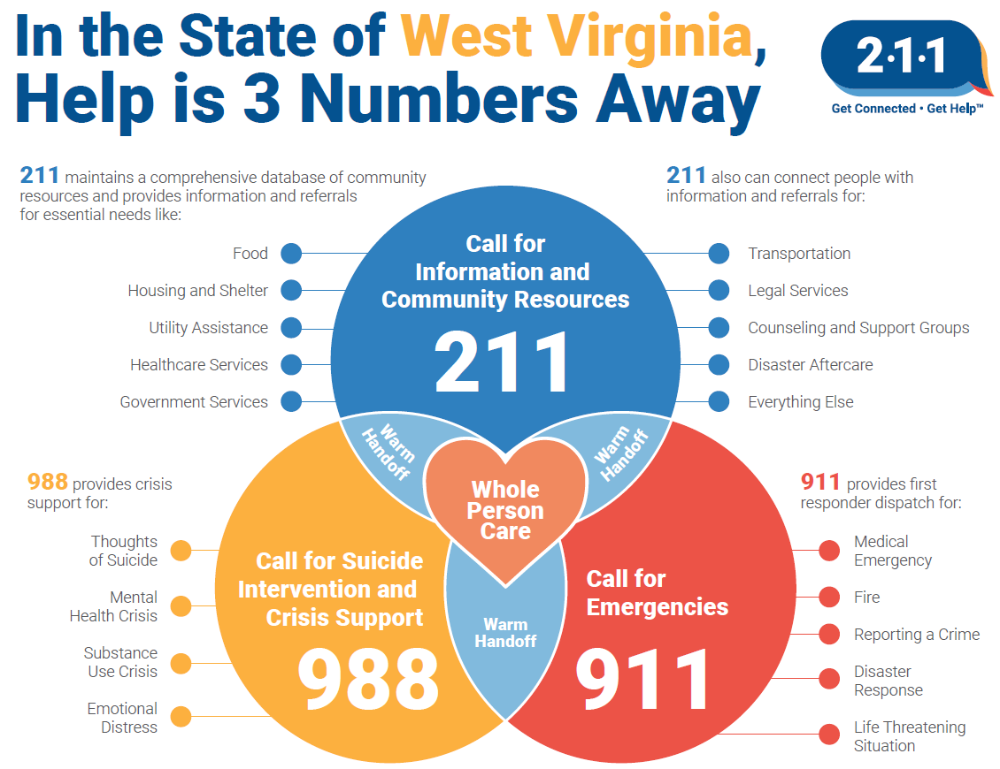 In the State of West Virginia,
Help is 3 Numbers Away
2·1·1
Get Connected • Get Help™
211 maintains a comprehensive database of community
resources and provides information and referrals
for essential needs like:
Food
Housing and Shelter
Utility Assistance
Healthcare Services
Government Services
211 also can connect people with
information and referrals for:
Transportation
Legal Services
Counseling and Support Groups
Disaster Aftercare
Everything Else
Call for
Information and
Community Resources
211
Warm
Handoff
Warm
Handoff
Whole
Person
Care
988 provides crisis
support for:
Thoughts
of Suicide
Mental
Health Crisis
Substance
Use Crisis
Emotional
Distress
Call for Suicide
Intervention and
Crisis Support
988
Warm
Handoff
Call for
Emergencies
911
911 provides first
responder dispatch for:
Medical
Emergency
Fire
Reporting a Crime
Disaster
Response
Life Threatening
Situation